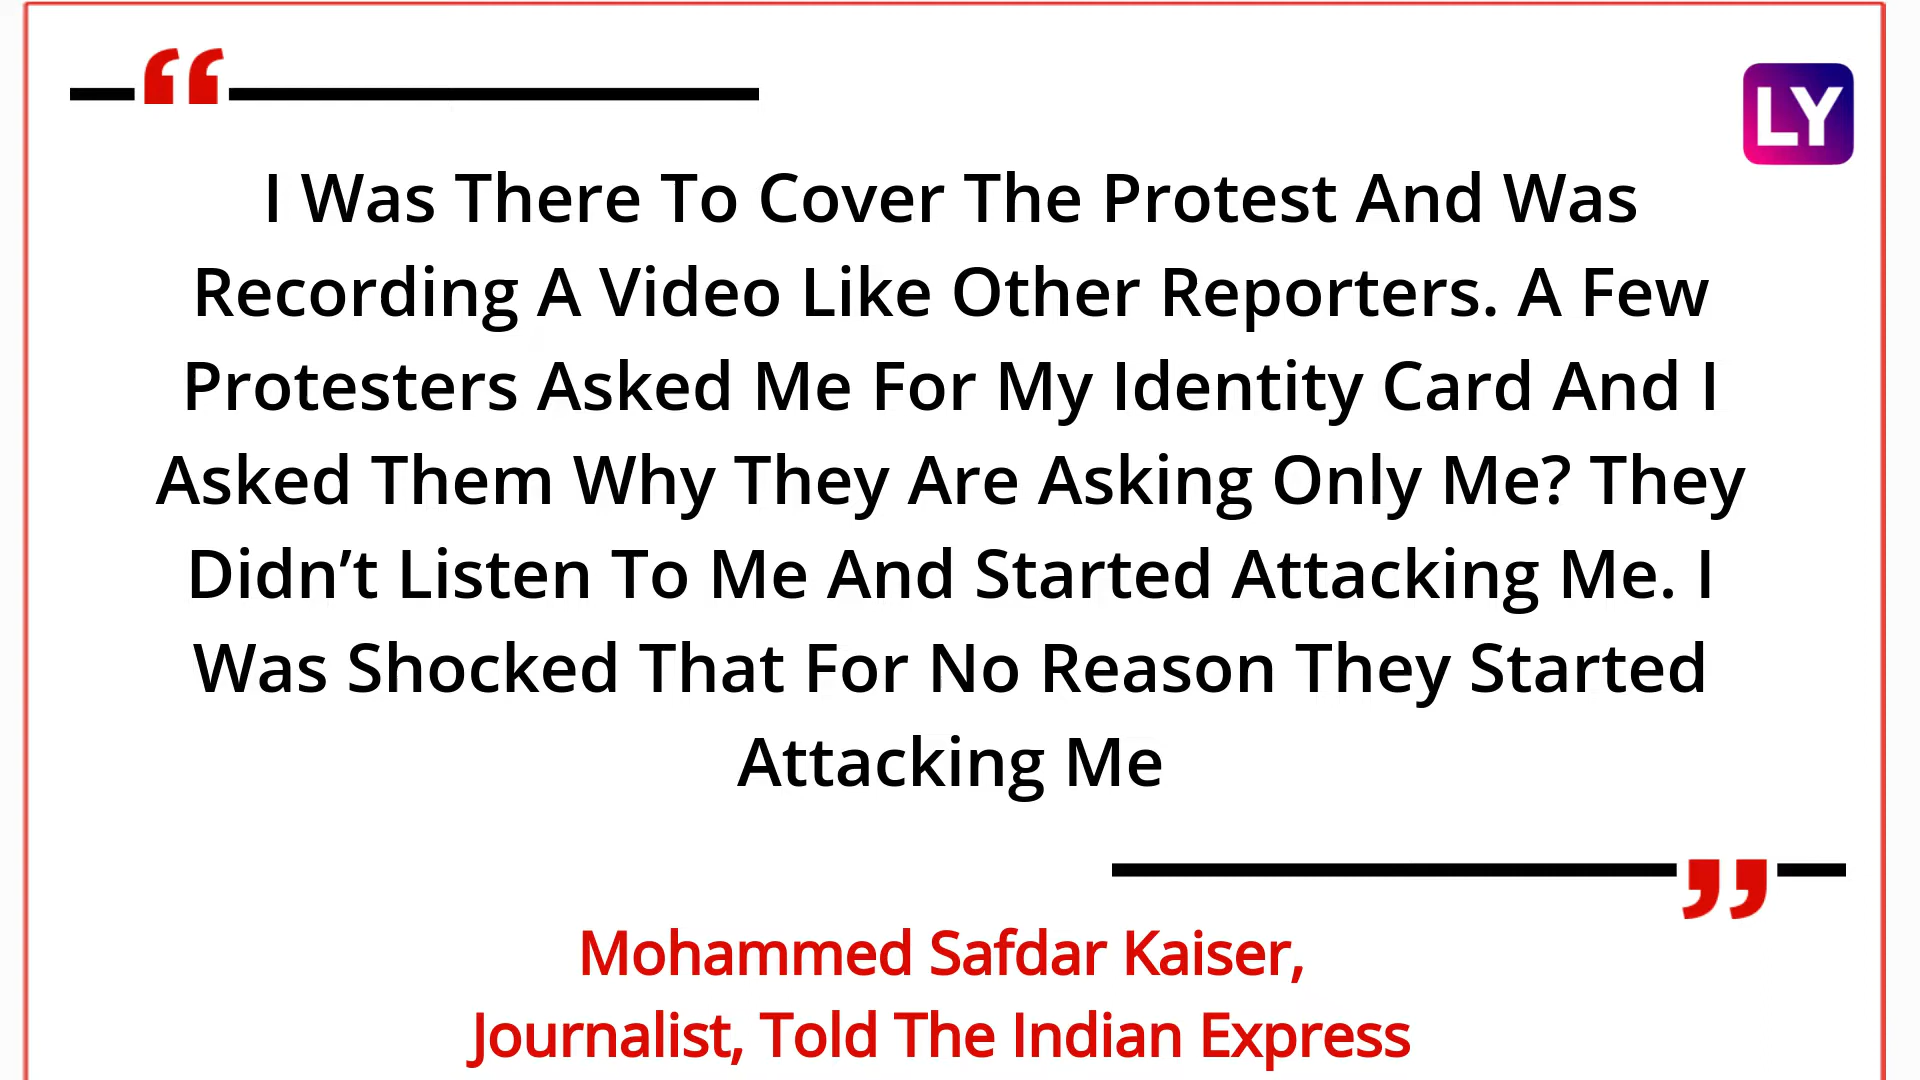 “
LY
I Was There To Cover The Protest And Was
Recording A Video Like Other Reporters. A Few
Protesters Asked Me For My Identity Card And I
Asked Them Why They Are Asking Only Me? They
Didn’t Listen To Me And Started Attacking Me. I
Was Shocked That For No Reason They Started
Attacking Me
”
Mohammed Safdar Kaiser,
Journalist, Told The Indian Express